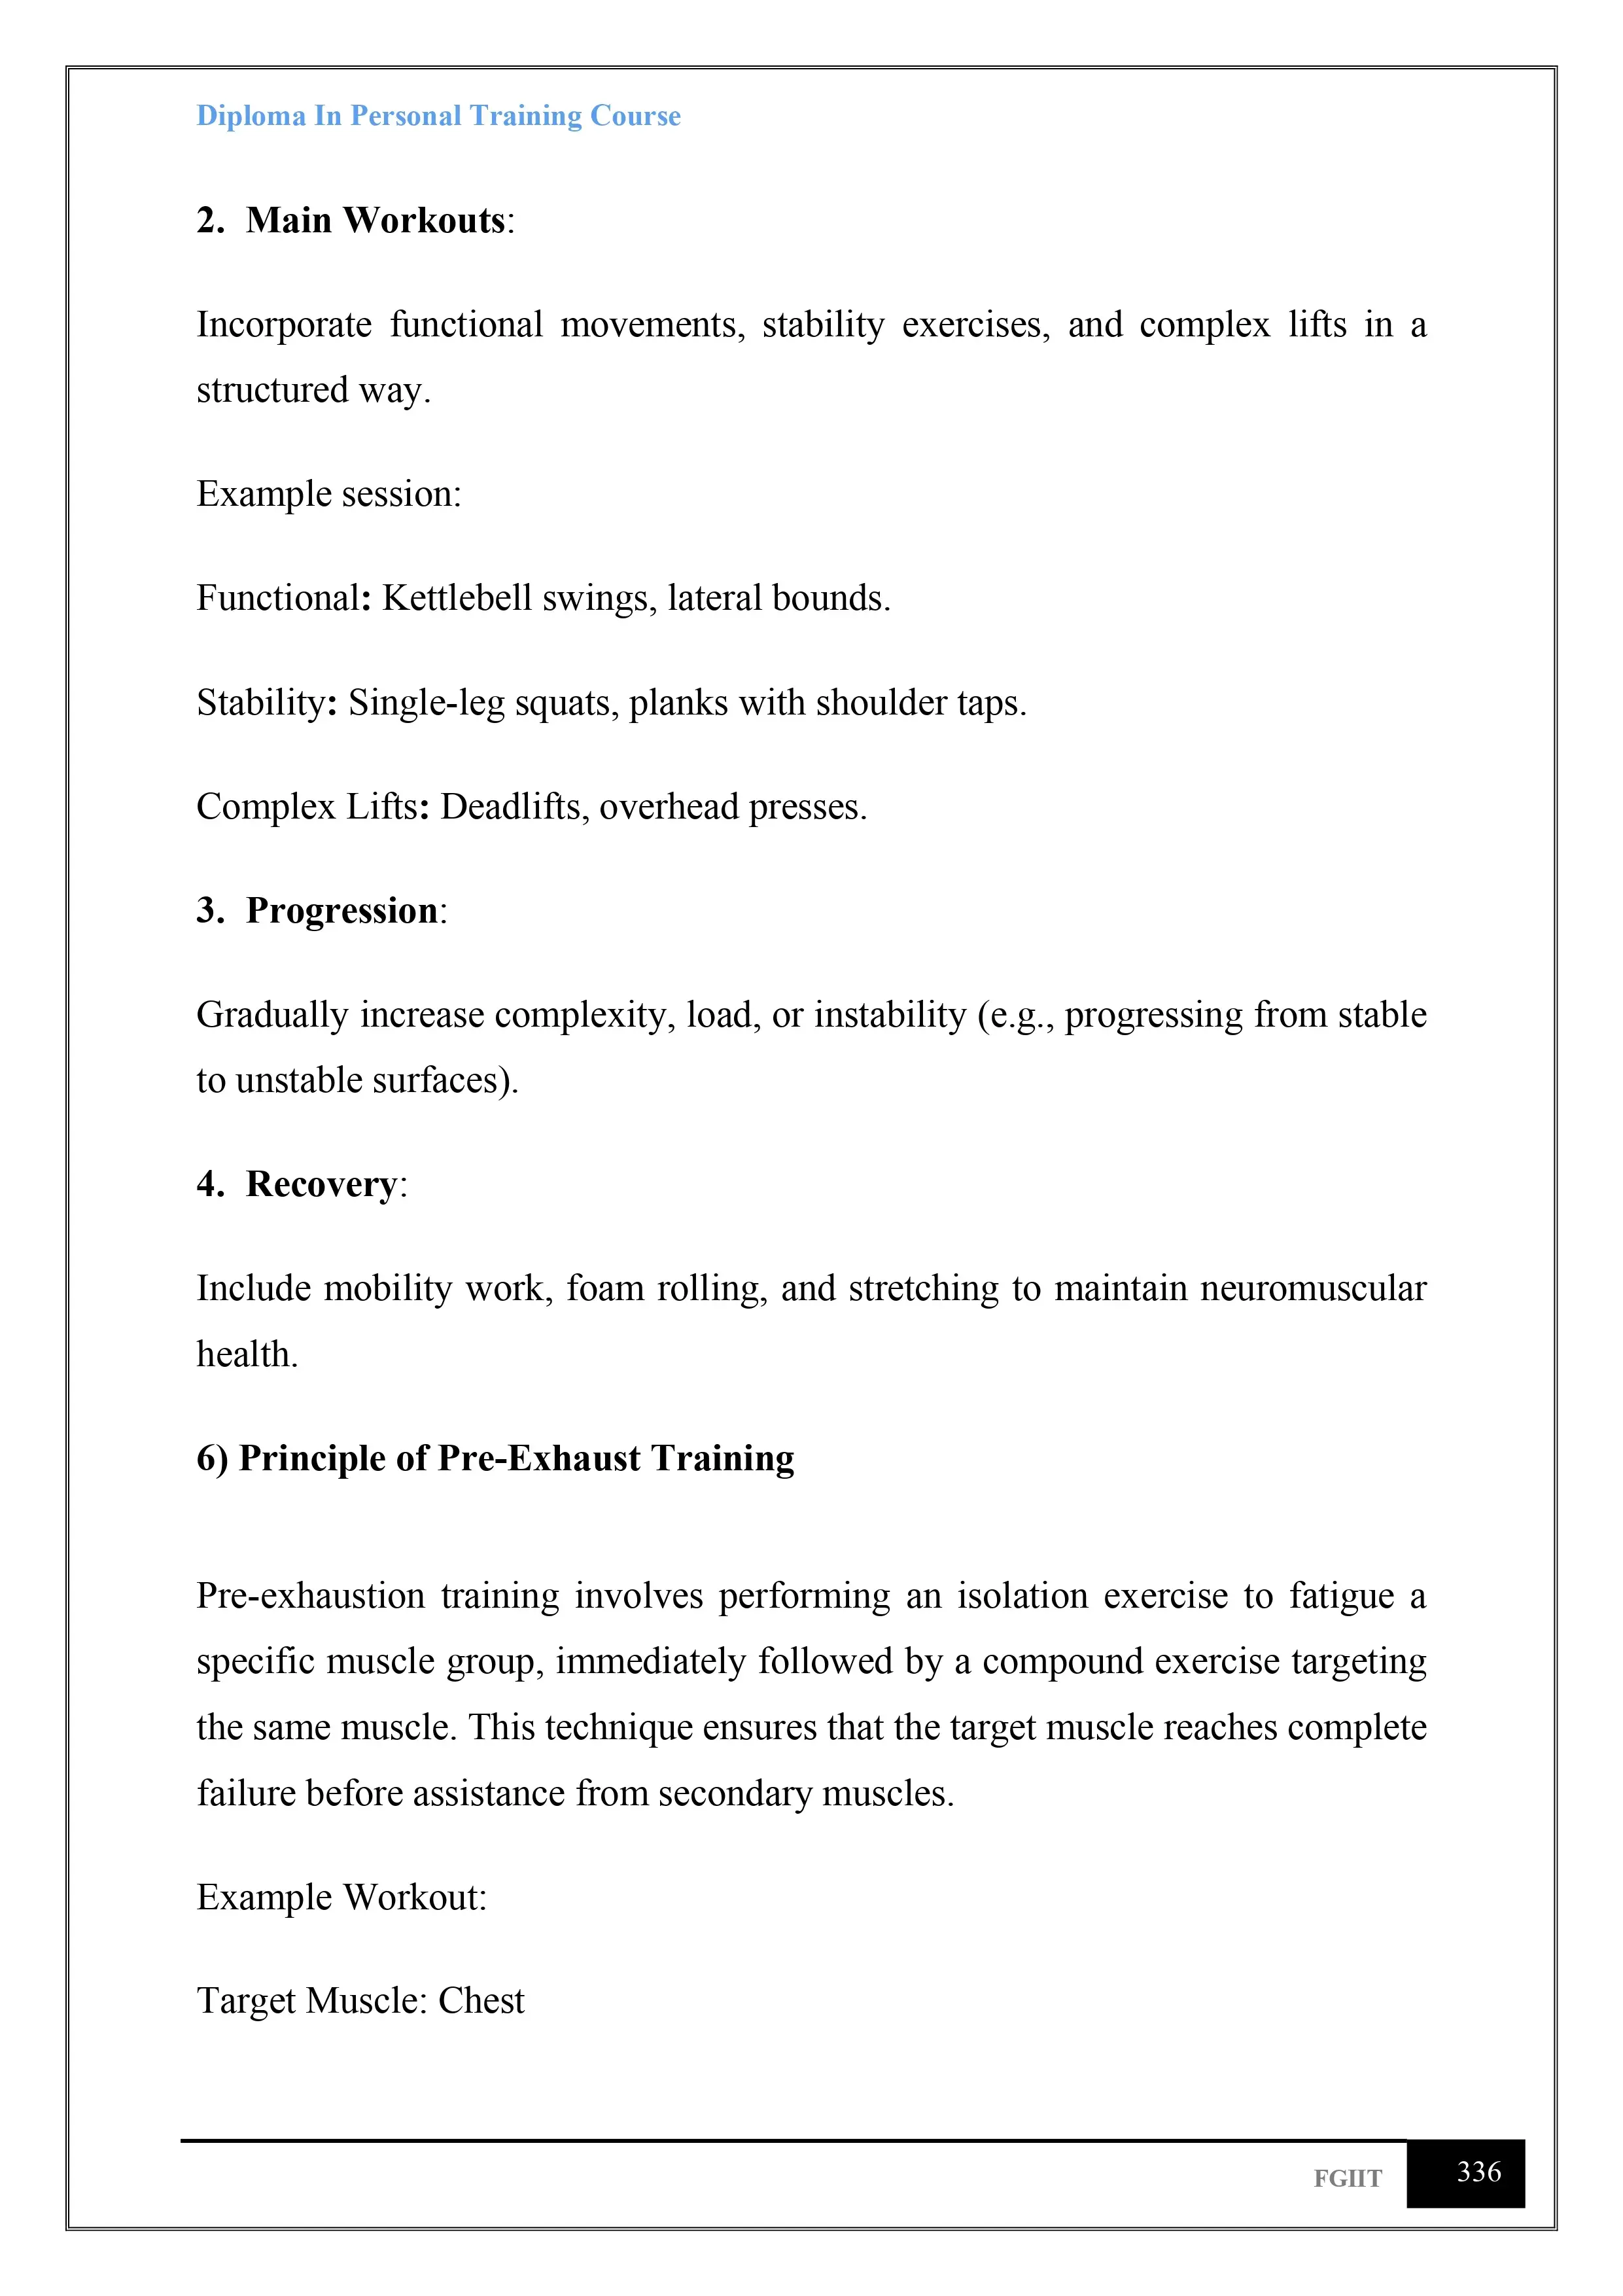 Diploma In Personal Training Course
2. Main Workouts:
Incorporate functional movements, stability exercises, and complex lifts in a
structured way.
Example session:
Functional: Kettlebell swings, lateral bounds.
Stability: Single-leg squats, planks with shoulder taps.
Complex Lifts: Deadlifts, overhead presses.
3. Progression:
Gradually increase complexity, load, or instability (e.g., progressing from stable
to unstable surfaces).
4. Recovery:
Include mobility work, foam rolling, and stretching to maintain neuromuscular
health.
6) Principle of Pre-Exhaust Training
Pre-exhaustion training involves performing an isolation exercise to fatigue a
specific muscle group, immediately followed by a compound exercise targeting
the same muscle. This technique ensures that the target muscle reaches complete
failure before assistance from secondary muscles.
Example Workout:
Target Muscle: Chest
FGIIT 336